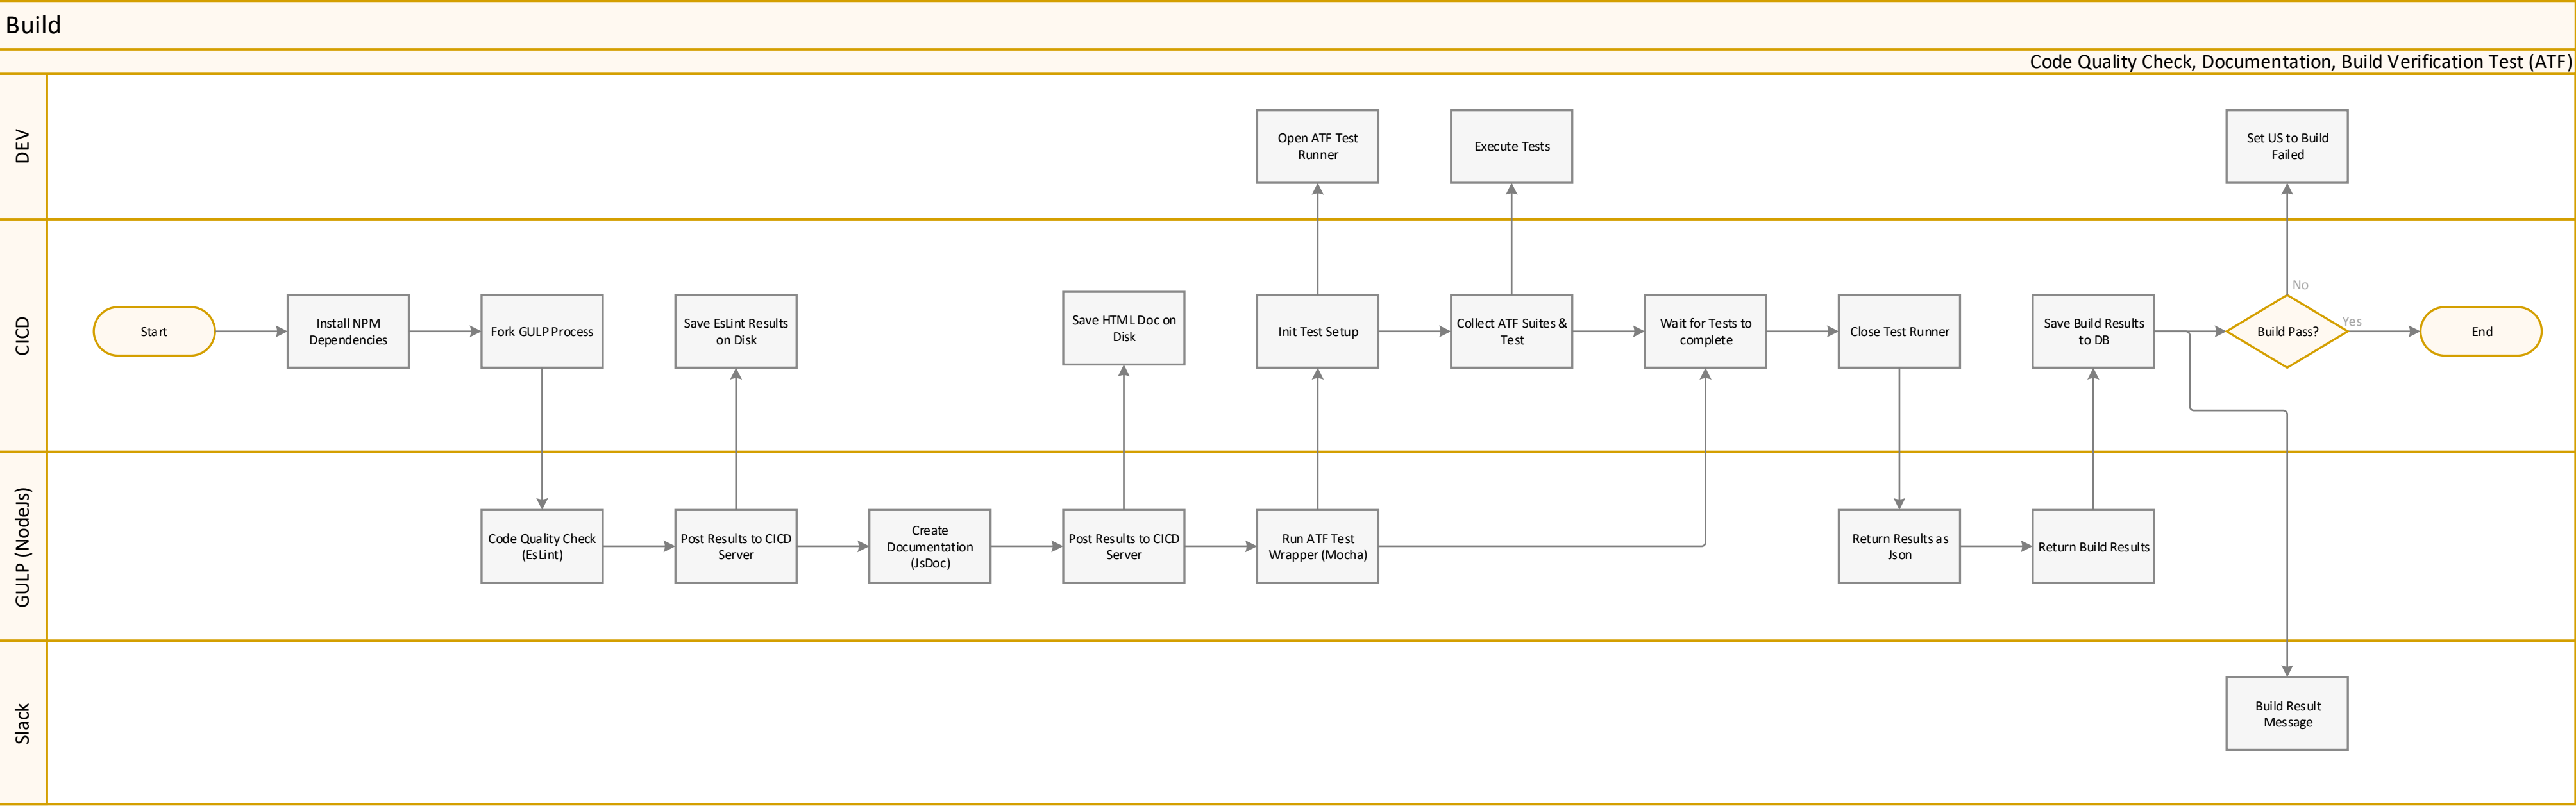 Build
Code Quality Check, Documentation, Build Verification Test (ATF)
DEV
Open ATF Test
Runner
Execute Tests
Set US to Build
Failed
CICD
Start
Install NPM
Dependencies
Fork GULP Process
Save EsLint Results
on Disk
Save HTML Doc on
Disk
Init Test Setup
Collect ATF Suites &
Test
Wait for Tests to
complete
Close Test Runner
Save Build Results
to DB
Build Pass?
No
Yes
End
GULP (NodeJs)
Code Quality Check
(EsLint)
Post Results to CICD
Server
Create
Documentation
(JsDoc)
Post Results to CICD
Server
Run ATF Test
Wrapper (Mocha)
Return Results as
Json
Return Build Results
Slack
Build Result
Message